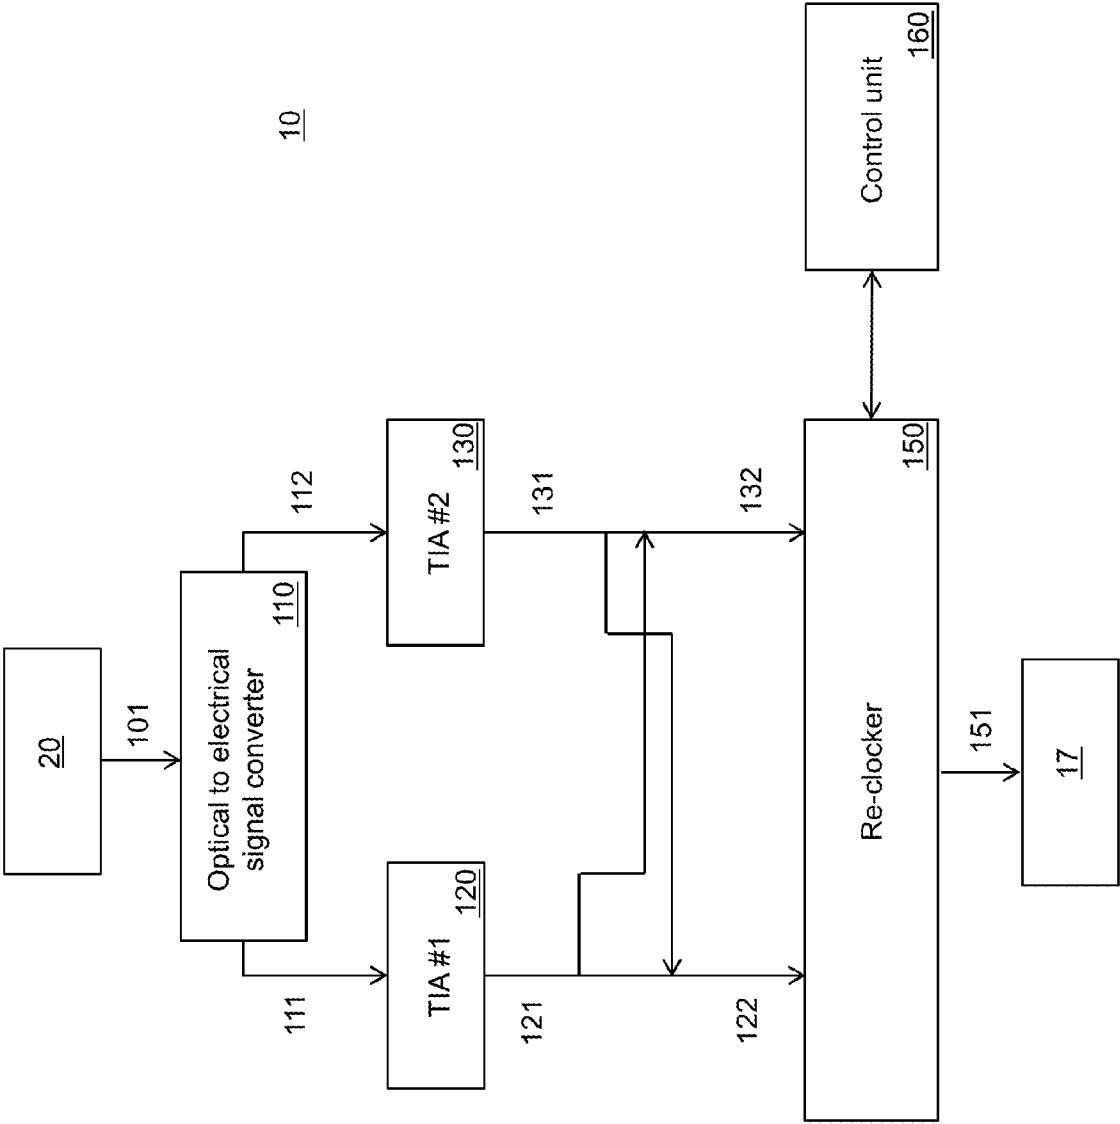 10
20
101
Optical to electrical
signal converter
110
111
112
TIA #1
120
TIA #2
130
121
131
122
132
Re-clocker
150
Control unit
160
151
17